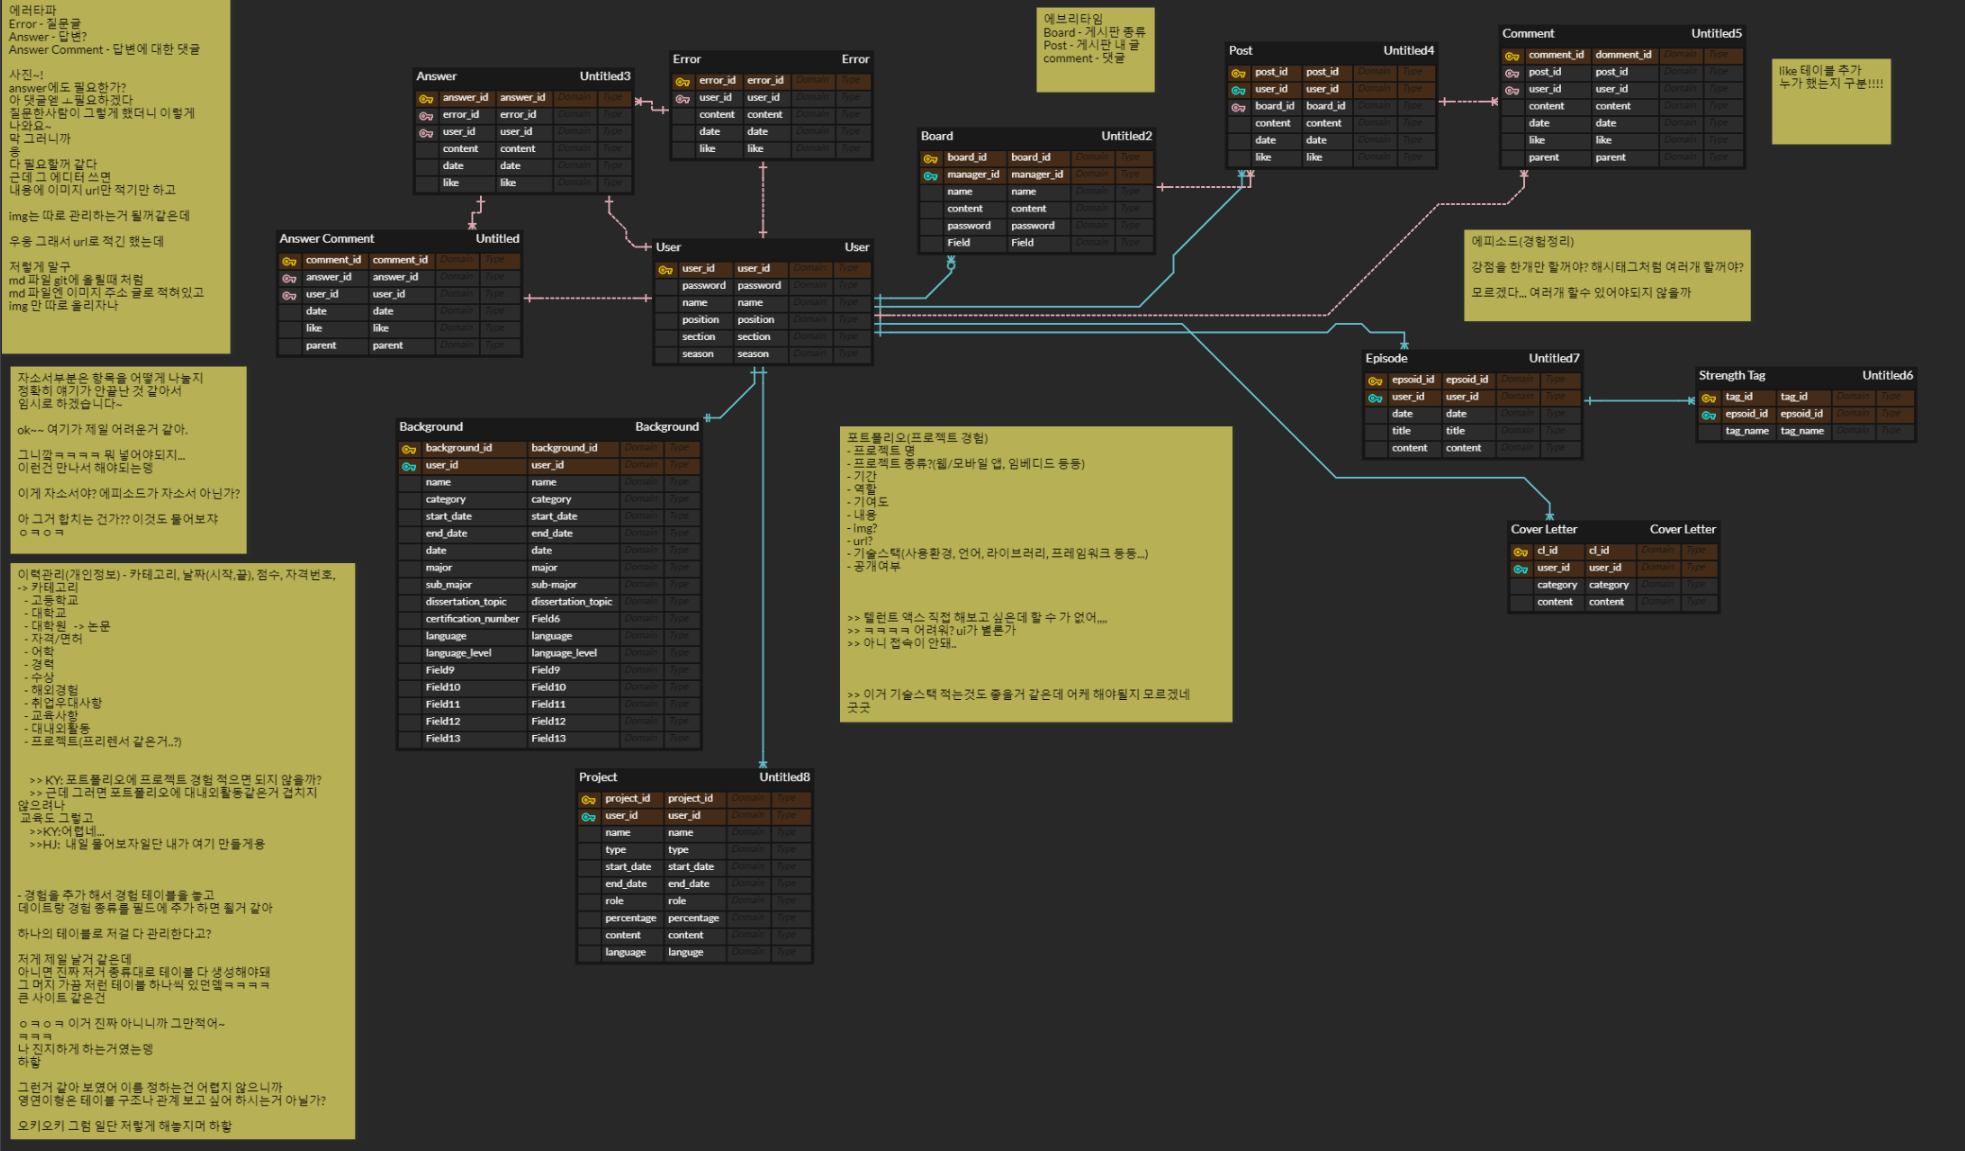 에러타파
Error - 질문글
Answer - 답변?
Answer Comment - 답변에 대한 댓글
사진~!
answer에도 필요한가?
아 댓글엗 ㅗ필요하겠다
질문한사람이 그렇게 했더니 이렇게
나와요~
막 그러니까
응
다 필요할꺼 같다
근데 그 에디터 쓰면
내용에 이미지 url만 적기만 하고
img는 따로 관리하는거 될꺼같은데
우웅 그래서 url로 적긴 했는데
저렇게 말구
md 파일 git에 올릴때 처럼
md 파일엔 이미지 주소 글로 적혀있고
img 만 따로 올리자나
Answer Untitled3
answer_id answer_id Domain Type
error_id error_id Domain Type
user_id user_id Domain Type
content content Domain Type
date date Domain Type
like like Domain Type
Error Error
error_id error_id Domain Type
user_id user_id Domain Type
content content Domain Type
date date Domain Type
like like Domain Type
에브리타임
Board - 게시판 종류
Post - 게시판 내 글
comment - 댓글
Board Untitled2
board_id board_id Domain Type
manager_id manager_id Domain Type
name name Domain Type
content content Domain Type
password password Domain Type
Field Field Domain Type
Post Untitled4
post_id post_id Domain Type
user_id user_id Domain Type
board_id board_id Domain Type
content content Domain Type
date date Domain Type
like like Domain Type
Comment Untitled5
comment_id domment_id Domain Type
post_id post_id Domain Type
user_id user_id Domain Type
content content Domain Type
date date Domain Type
like like Domain Type
parent parent Domain Type
like 테이블 추가
누가 했는지 구분!!!!
Answer Comment Untitled
comment_id comment_id Domain Type
answer_id answer_id Domain Type
user_id user_id Domain Type
date date Domain Type
like like Domain Type
parent parent Domain Type
User User
user_id user_id Domain Type
password password Domain Type
name name Domain Type
position position Domain Type
section section Domain Type
season season Domain Type
에피소드(경험정리)
강점을 한개만 할꺼야? 해시태그처럼 여러개 할꺼야?
모르겠다... 여러개 할수 있어야되지 않을까
Episode Untitled7
epsoid_id epsoid_id Domain Type
user_id user_id Domain Type
date date Domain Type
title title Domain Type
content content Domain Type
Strength Tag Untitled6
tag_id tag_id Domain Type
epsoid_id epsoid_id Domain Type
tag_name tag_name Domain Type
자소서부분은 항목을 어떻게 나눌지
정확히 얘기가 안끝난 것 같아서
임시로 하겠습니다~
ok~~ 여기가 제일 어려운거 같아.
그니깤ㅋㅋㅋㅋ 뭐 넣어야되지...
이런건 만나서 해야되는뎅
이게 자소서야? 에피소드가 자소서 아닌가?
아 그거 합치는 건가?? 이것도 물어보쟈
ㅇㅋㅇㅋ
Background Background
background_id background_id Domain Type
user_id user_id Domain Type
name name Domain Type
category category Domain Type
start_date start_date Domain Type
end_date end_date Domain Type
date date Domain Type
major major Domain Type
sub_major sub-major Domain Type
dissertation_topic dissertation_topic Domain Type
certification_number Field6 Domain Type
language language Domain Type
language_level language_level Domain Type
Field9 Field9 Domain Type
Field10 Field10 Domain Type
Field11 Field11 Domain Type
Field12 Field12 Domain Type
Field13 Field13 Domain Type
포트폴리오(프로젝트 경험)
- 프로젝트 명
- 프로젝트 종류?(웹/모바일 앱, 임베디드 등등)
- 기간
- 역할
- 기여도
- 내용
- img?
- url?
- 기술스택(사용환경, 언어, 라이브러리, 프레임워크 등등...)
- 공개여부
>> 텔런트 액스 직접 해보고 싶은데 할 수 가 없어,,,,
>> ㅋㅋㅋㅋ 어려워? ui가 별론가
>> 아니 접속이 안돼..
>> 이거 기술스택 적는것도 좋을거 같은데 어케 해야될지 모르겠네
굿굿
Cover Letter Cover Letter
cl_id cl_id Domain Type
user_id user_id Domain Type
category category Domain Type
content content Domain Type
이력관리(개인정보) - 카테고리, 날짜(시작,끝), 점수, 자격번호,
-> 카테고리
- 고등학교
- 대학교
- 대학원 -> 논문
- 자격/면허
- 어학
- 경력
- 수상
- 해외경험
- 취업우대사항
- 교육사항
- 대내외활동
- 프로젝트(프리렌서 같은거..?)
>> KY: 포트폴리오에 프로젝트 경험 적으면 되지 않을까?
>> 근데 그러면 포트폴리오에 대내외활동같은거 겹치지
않으려나
교육도 그렇고
>>KY:어렵네...
>>HJ: 내일 물어보자일단 내가 여기 만들게용
- 경험을 추가 해서 경험 테이블을 놓고
데이트랑 경험 종류를 필드에 추가 하면 될거 같아
하나의 테이블로 저걸 다 관리한다고?
저게 제일 날거 같은데
아니면 진짜 저거 종류대로 테이블 다 생성해야돼
그 머지 가끔 저런 테이블 하나씩 있던뎈ㅋㅋㅋㅋ
큰 사이트 같은건
ㅇㅋㅇㅋ 이거 진짜 아니니까 그만적어~
ㅋㅋㅋ
나 진지하게 하는거였는뎅
하핳
그런거 같아 보였어 이름 정하는건 어렵지 않으니까
영연이형은 테이블 구조나 관계 보고 싶어 하시는거 아닐까?
오키오키 그럼 일단 저렇게 해놓지며 하핳
Project Untitled8
project_id project_id Domain Type
user_id user_id Domain Type
name name Domain Type
type type Domain Type
start_date start_date Domain Type
end_date end_date Domain Type
role role Domain Type
percentage percentage Domain Type
content content Domain Type
language languge Domain Type